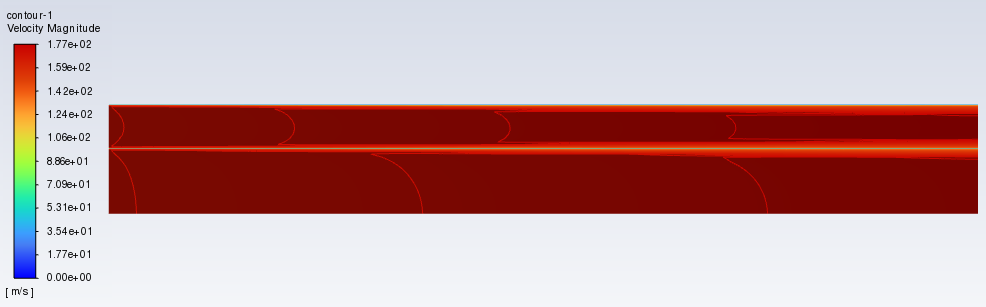 contour-1
Velocity Magnitude
1.77e+02
1.59e+02
1.42e+02
1.24e+02
1.06e+02
8.86e+01
7.09e+01
5.31e+01
3.54e+01
1.77e+01
0.00e+00
[ m/s ]